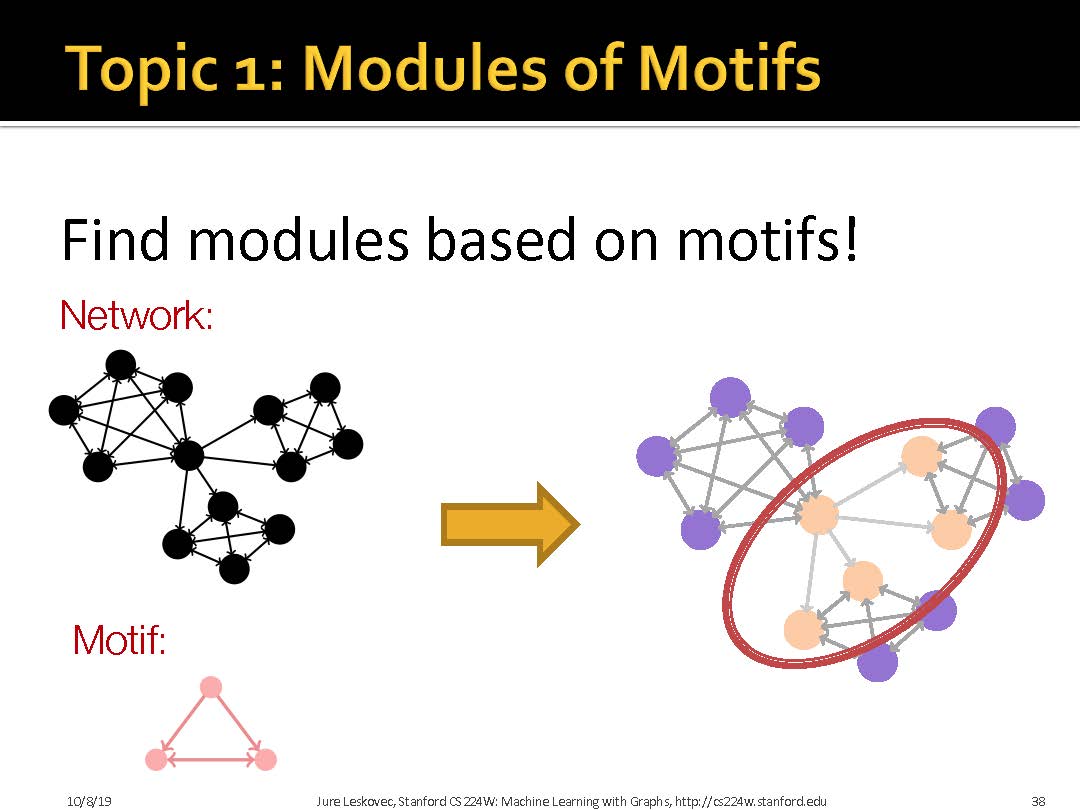 Topic 1: Modules of Motifs
Find modules based on motifs!
Network:
Motif:
10/8/19
Jure Leskovec, Stanford CS224W: Machine Learning with Graphs, http://cs224w.stanford.edu
38